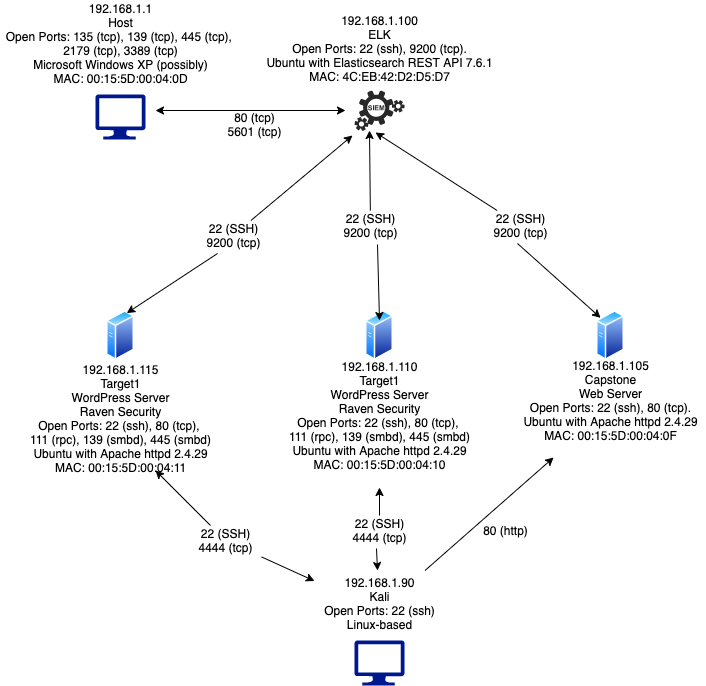 192.168.1.1
Host
Open Ports: 135 (tcp), 139 (tcp), 445 (tcp),
2179 (tcp), 3389 (tcp)
Microsoft Windows XP (possibly)
MAC: 00:15:5D:00:04:0D
192.168.1.100
ELK
Open Ports: 22 (ssh), 9200 (tcp).
Ubuntu with Elasticsearch REST API 7.6.1
MAC: 4C:EB:42:D2:D5:D7
SIEM
80 (tcp)
5601 (tcp)
22 (SSH)
9200 (tcp)
22 (SSH)
9200 (tcp)
22 (SSH)
9200 (tcp)
192.168.1.115
Target1
WordPress Server
Raven Security
Open Ports: 22 (ssh), 80 (tcp),
111 (rpc), 139 (smbd), 445 (smbd)
Ubuntu with Apache httpd 2.4.29
MAC: 00:15:5D:00:04:11
192.168.1.110
Target1
WordPress Server
Raven Security
Open Ports: 22 (ssh), 80 (tcp),
111 (rpc), 139 (smbd), 445 (smbd)
Ubuntu with Apache httpd 2.4.29
MAC: 00:15:5D:00:04:10
192.168.1.105
Capstone
Web Server
Open Ports: 22 (ssh), 80 (tcp).
Ubuntu with Apache httpd 2.4.29
MAC: 00:15:5D:00:04:0F
22 (SSH)
4444 (tcp)
22 (SSH)
4444 (tcp)
80 (http)
192.168.1.90
Kali
Open Ports: 22 (ssh)
Linux-based